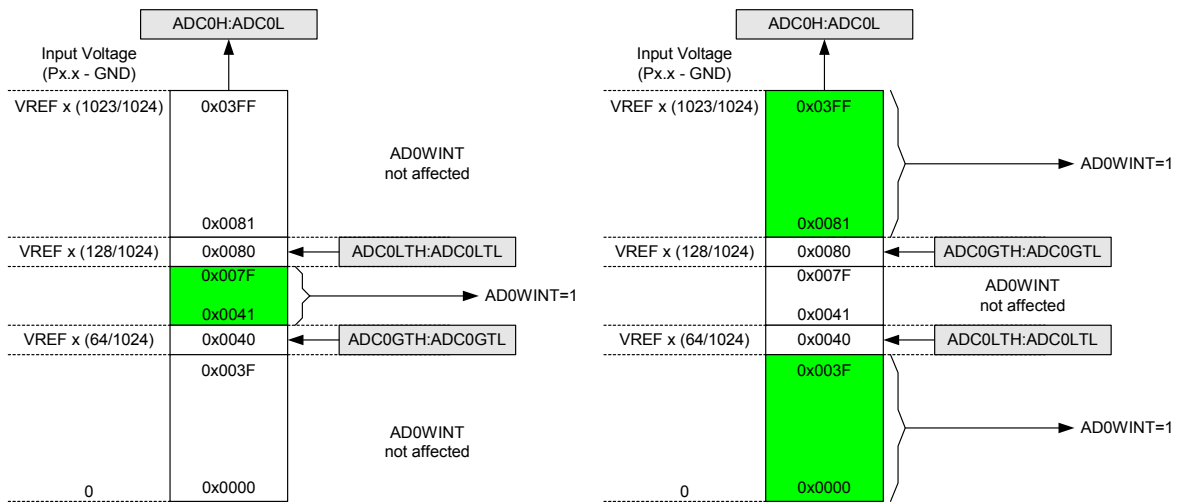 ADC0H:ADC0L
Input Voltage
(Px.x - GND)
VREF x (1023/1024)
0x03FF
AD0WINT
not affected
0x0081
VREF x (128/1024)
0x0080
ADC0LTH:ADC0LTL
0x007F
AD0WINT=1
0x0041
VREF x (64/1024)
0x0040
ADC0GTH:ADC0GTL
0x003F
AD0WINT
not affected
0
0x0000
ADC0H:ADC0L
Input Voltage
(Px.x - GND)
VREF x (1023/1024)
0x03FF
AD0WINT=1
0x0081
VREF x (128/1024)
0x0080
ADC0GTH:ADC0GTL
0x007F
AD0WINT
not affected
0x0041
VREF x (64/1024)
0x0040
ADC0LTH:ADC0LTL
0x003F
AD0WINT=1
0
0x0000